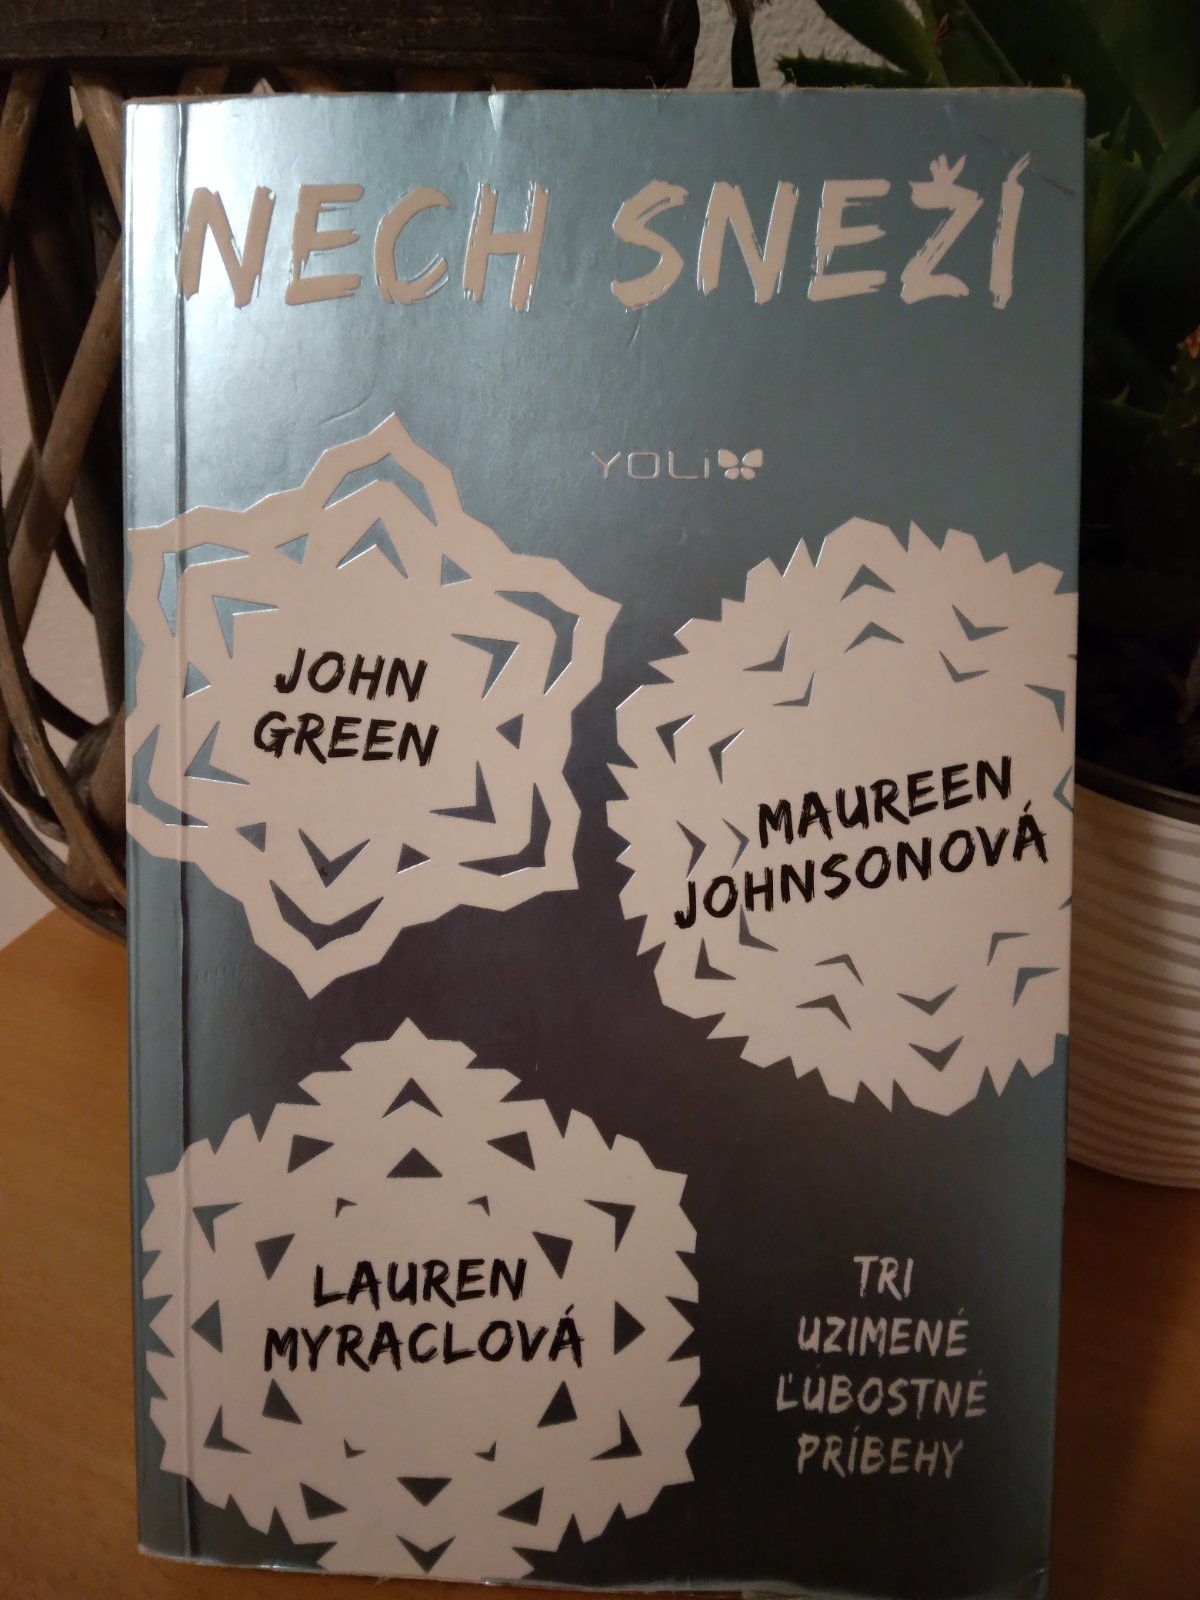 NECH SNEŽÍ
YOLi
JOHN
GREEN
MAUREEN
JOHNSONOVÁ
LAUREN
MYRACLOVÁ
TRI
UZIMENÉ
ĽÚBOSTNÉ
PRÍBEHY